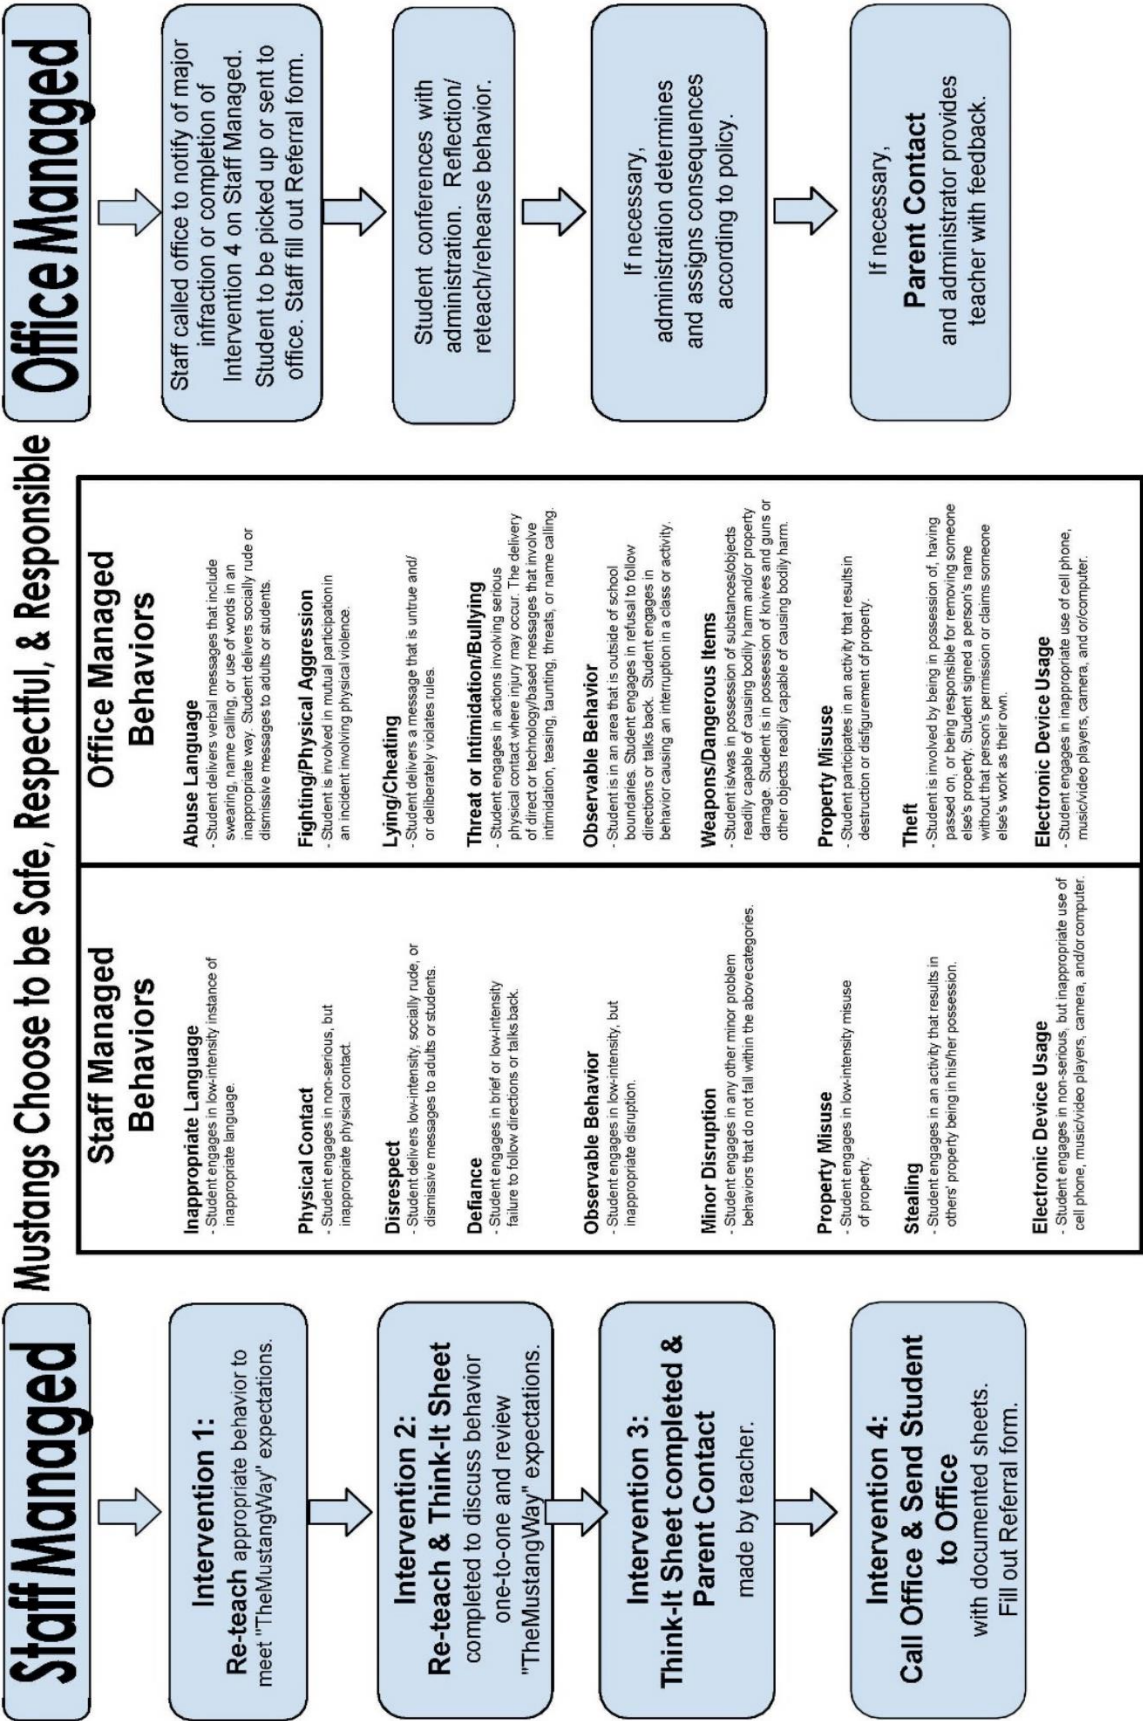 Mustangs Choose to be Safe, Respectful, & Responsible
Staff Managed
Intervention 1:
Re-teach appropriate behavior to
meet "TheMustangWay" expectations.
Intervention 2:
Re-teach & Think-It Sheet
completed to discuss behavior
one-to-one and review
"TheMustangWay" expectations.
Intervention 3:
Think-It Sheet completed &
Parent Contact
made by teacher.
Intervention 4:
Call Office & Send Student
to Office
with documented sheets.
Fill out Referral form.
Staff Managed
Behaviors
Inappropriate Language
- Student engages in low-intensity instance of
inappropriate language.
Physical Contact
- Student engages in non-serious, but
inappropriate physical contact.
Disrespect
- Student delivers low-intensity, socially rude, or
dismissive messages to adults or students.
Defiance
- Student engages in brief or low-intensity
failure to follow directions or talks back.
Observable Behavior
- Student engages in low-intensity, but
inappropriate disruption.
Minor Disruption
- Student engages in any other minor problem
behaviors that do not fall within the abovecategories.
Property Misuse
- Student engages in low-intensity misuse
of property.
Stealing
- Student engages in an activity that results in
others' property being in his/her possession.
Electronic Device Usage
- Student engages in non-serious, but inappropriate use of
cell phone, music/video players, camera, and/or computer.
Office Managed
Behaviors
Abuse Language
- Student delivers verbal messages that include
swearing, name calling, or use of words in an
inappropriate way. Student delivers socially rude or
dismissive messages to adults or students.
Fighting/Physical Aggression
- Student is involved in mutual participationin
an incident involving physical violence.
Lying/Cheating
- Student delivers a message that is untrue and/
or deliberately violates rules.
Threat or Intimidation/Bullying
- Student engages in actions involving serious
physical contact where injury may occur. The delivery
of direct or technology/based messages that involve
intimidation, teasing, taunting, threats, or name calling.
Observable Behavior
- Student is in an area that is outside of school
boundaries. Student engages in refusal to follow
directions or talks back. Student engages in
behavior causing an interruption in a class or activity.
Weapons/Dangerous Items
- Student is/was in possession of substances/objects
readily capable of causing bodily harm and/or property
damage. Student is in possession of knives and guns or
other objects readily capable of causing bodily harm.
Property Misuse
- Student participates in an activity that resultsin
destruction or disfigurement of property.
Theft
- Student is involved by being in possession of, having
passed on, or being responsible for removing someone
else's property. Student signed a person's name
without that person's permission or claims someone
else's work as their own.
Electronic Device Usage
- Student engages in inappropriate use of cell phone,
music/video players, camera, and/orcomputer.
Office Managed
Staff called office to notify of major
infraction or completion of
Intervention 4 on Staff Managed.
Student to be picked up or sent to
office. Staff fill out Referral form.
Student conferences with
administration. Reflection/
reteach/rehearse behavior.
If necessary,
administration determines
and assigns consequences
according to policy.
If necessary,
Parent Contact
and administrator provides
teacher with feedback.